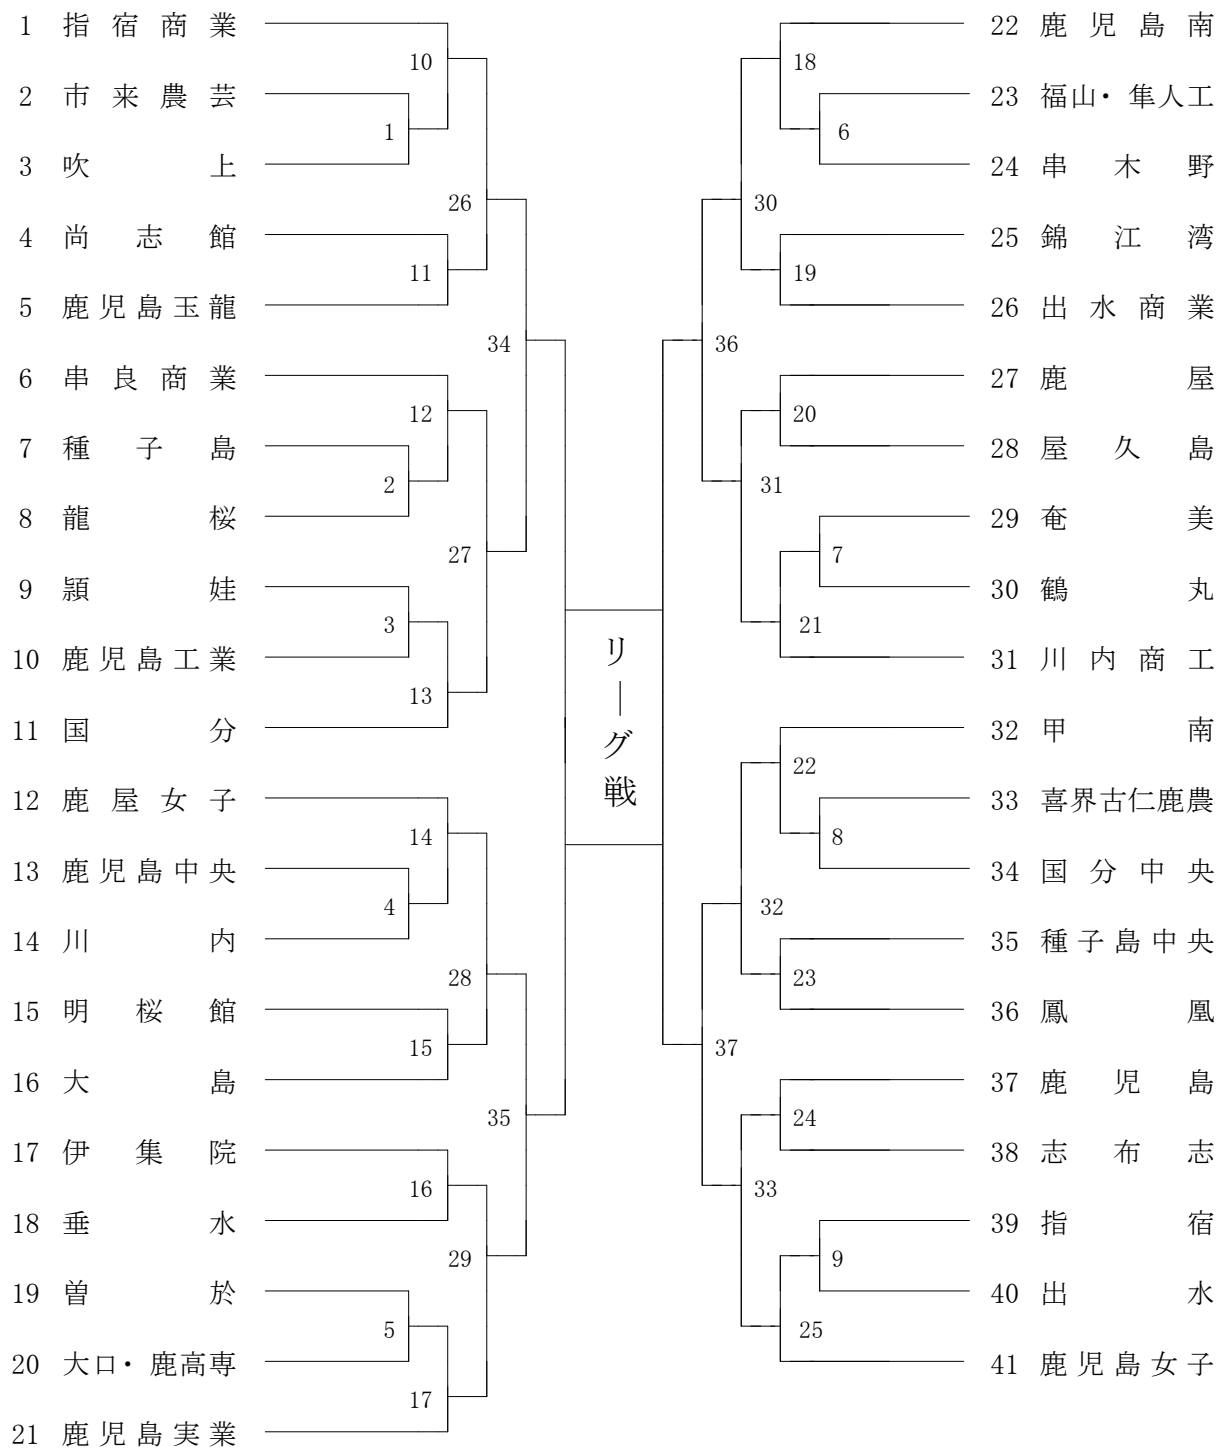 1 指宿商業
2 市来農芸
3 吹上
4 尚志館
5 鹿児島玉龍
6 串良商業
7 種子島
8 龍桜
9 頴娃
10 鹿児島工業
11 国分
12 鹿屋女子
13 鹿児島中央
14 川内
15 明桜館
16 大島
17 伊集院
18 垂水
19 曽於
20 大口・鹿高専
21 鹿児島実業
10
1
26
11
34
12
2
27
3
13
14
4
28
15
35
16
29
5
17
リーグ戦
18
6
30
19
36
20
31
7
21
22
8
32
23
37
24
33
9
25
22 鹿児島南
23 福山・隼人工
24 串木野
25 錦江湾
26 出水商業
27 鹿屋
28 屋久島
29 奄美
30 鶴丸
31 川内商工
32 甲南
33 喜界古仁鹿農
34 国分中央
35 種子島中央
36 鳳凰
37 鹿児島
38 志布志
39 指宿
40 出水
41 鹿児島女子